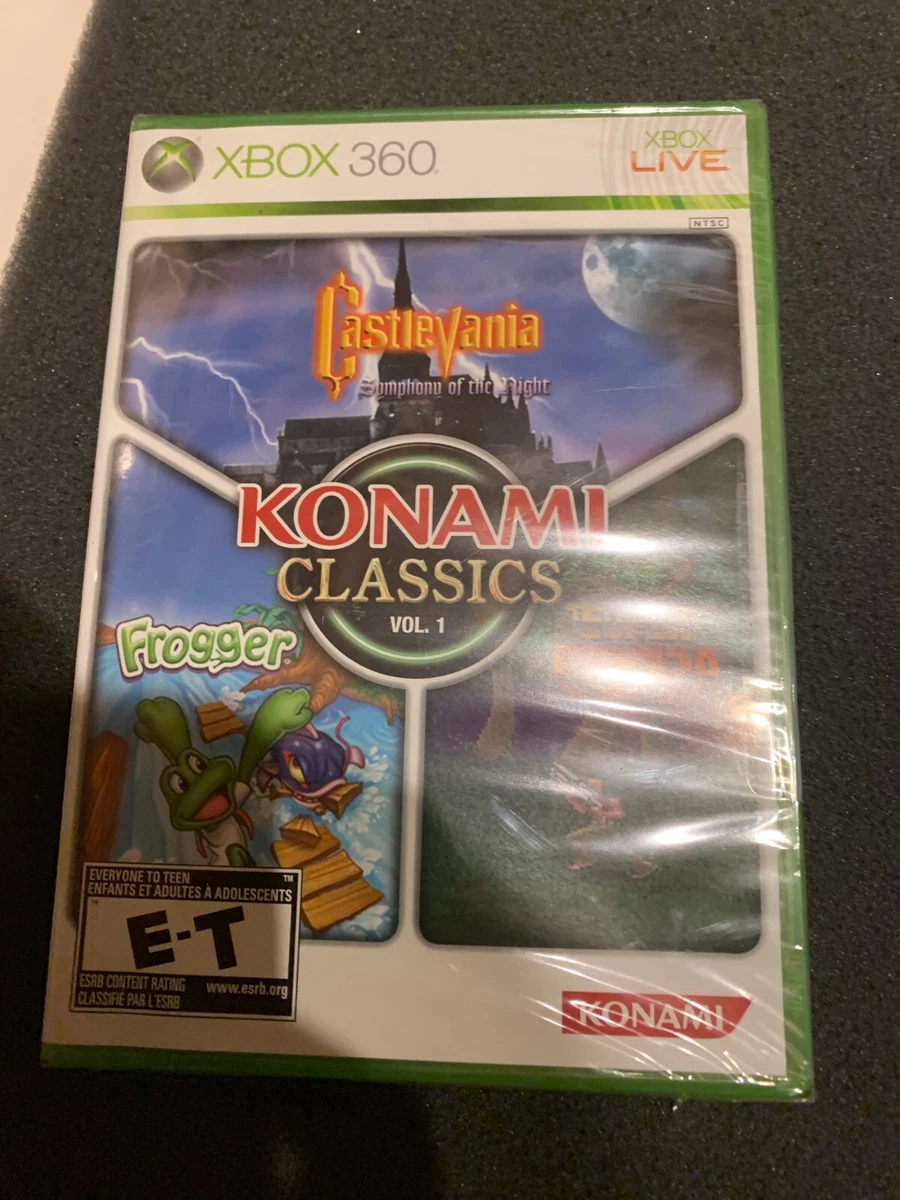 XBOX 360
XBOX
LIVE
NTSC
Castlevania
Symphony of the Night
KONAMI
CLASSICS
VOL. 1
Frogger
EVERYONE TO TEEN
ENFANTS ET ADULTES À ADOLESCENTS
E-T
ESRB CONTENT RATING www.esrb.org
CLASSIFIÉ PAR L'ESRB
KONAMI